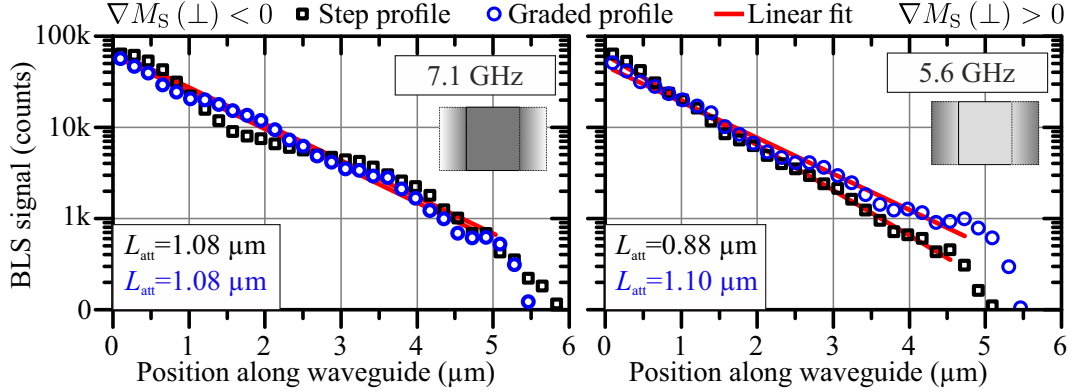 ∇M_S (⊥) < 0 Step profile Graded profile Linear fit ∇M_S (⊥) > 0
BLS signal (counts)
100k
10k
1k
0
7.1 GHz
L_att=1.08 µm
L_att=1.08 µm
0 1 2 3 4 5 6
Position along waveguide (µm)
5.6 GHz
L_att=0.88 µm
L_att=1.10 µm
0 1 2 3 4 5 6
Position along waveguide (µm)